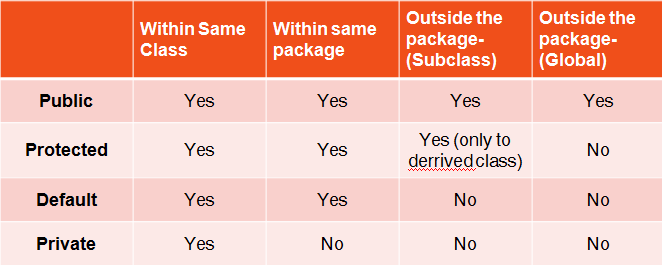 Within Same Class Within same package Outside the package-(Subclass) Outside the package-(Global)
Public Yes Yes Yes Yes
Protected Yes Yes Yes (only to derrived class) No
Default Yes Yes No No
Private Yes No No No